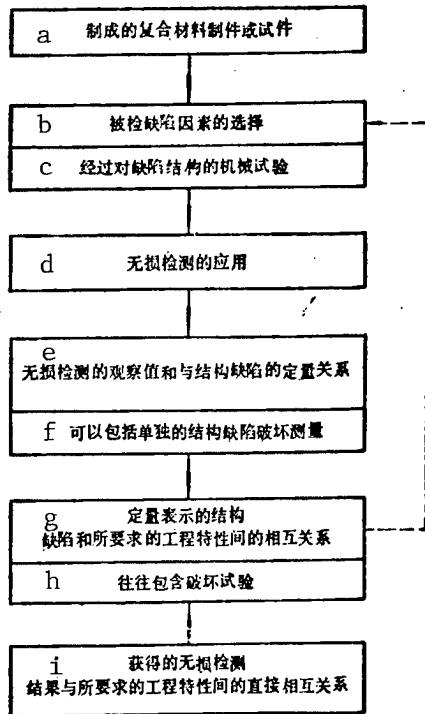 a 制成的复合材料制件或试件
b 被检缺陷因素的选择
c 经过对缺陷结构的机械试验
d 无损检测的应用
e
无损检测的观察值和与结构缺陷的定量关系
f 可以包括单独的结构缺陷破坏测量
g 定量表示的结构
缺陷和所要求的工程特性间的相互关系
h 往往包含破坏试验
i 获得的无损检测
结果与所要求的工程特性间的直接相互关系